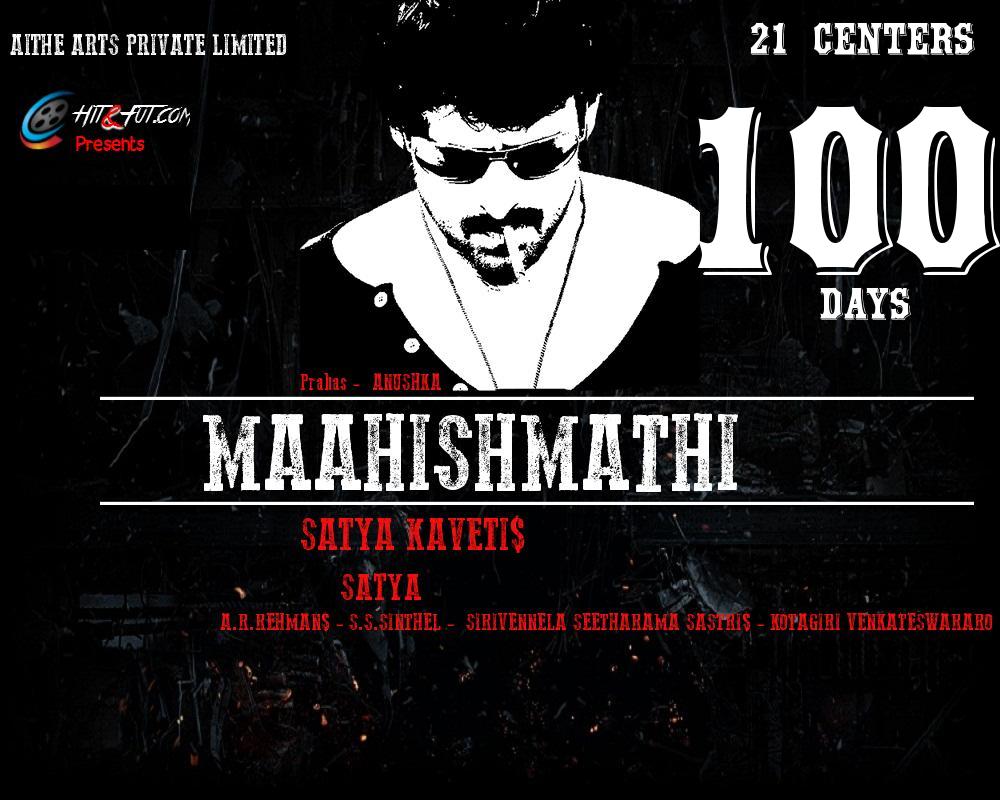 AITHE ARTS PRIVATE LIMITED
21 CENTERS
HIT&FUT.COM
Presents
100
DAYS
Prabas - ANUSHKA
MAAHISHMATHI
SATYA KAVETI$
SATYA
A.R.REHMAN$ - S.S.SINTHEL - SIRIVENNELA SEETHARAMA SASTRI$ - KOTAGIRI VENKATESWARARO